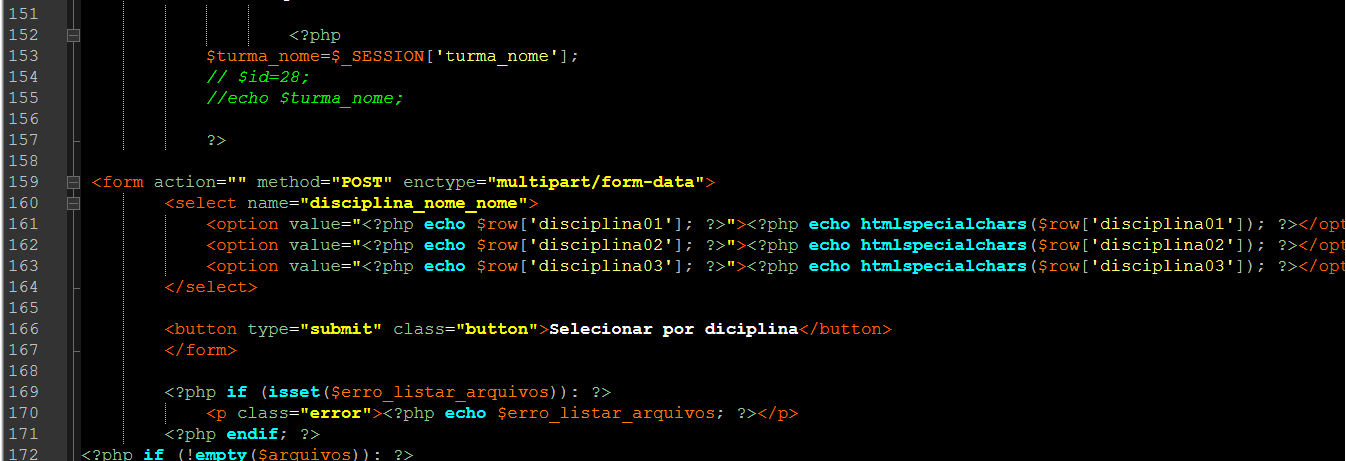 151
152 <?php
153 $turma_nome=$_SESSION['turma_nome'];
154 // $id=28;
155 //echo $turma_nome;
156
157 ?>
158
159 <form action="" method="POST" enctype="multipart/form-data">
160 <select name="disciplina_nome_nome">
161 <option value="<?php echo $row['disciplina01']; ?>"><?php echo htmlspecialchars($row['disciplina01']); ?></opt
162 <option value="<?php echo $row['disciplina02']; ?>"><?php echo htmlspecialchars($row['disciplina02']); ?></opt
163 <option value="<?php echo $row['disciplina03']; ?>"><?php echo htmlspecialchars($row['disciplina03']); ?></opt
164 </select>
165
166 <button type="submit" class="button">Selecionar por diciplina</button>
167 </form>
168
169 <?php if (isset($erro_listar_arquivos)): ?>
170 <p class="error"><?php echo $erro_listar_arquivos; ?></p>
171 <?php endif; ?>
172 <?php if (!empty($arquivos)): ?>